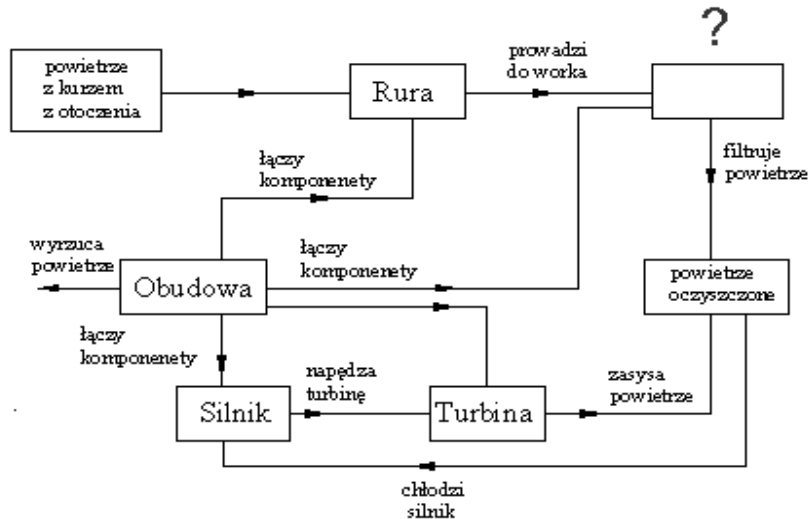 ?
powietrze
z kurzem
z otoczenia
Rura
prowadzi
do worka
filtruje
powietrze
łączy
komponenety
wyrzuca
powietrze
Obudowa
łączy
komponenety
powietrze
oczyszczone
łączy
komponenety
napędza
turbinę
zasysa
powietrze
Silnik
Turbina
chłodzi
silnik